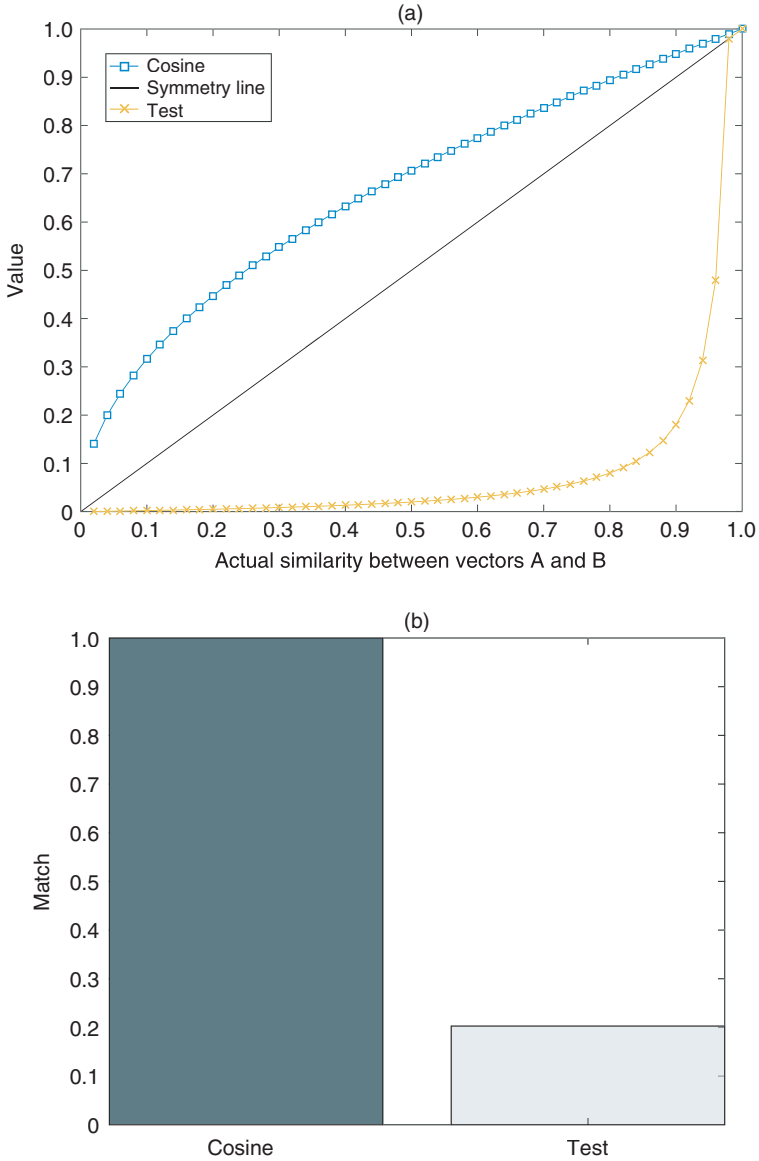 (a)
1.0
0.9
0.8
0.7
0.6
0.5
0.4
0.3
0.2
0.1
0
Value
Cosine
Symmetry line
Test
0 0.1 0.2 0.3 0.4 0.5 0.6 0.7 0.8 0.9 1.0
Actual similarity between vectors A and B
(b)
1.0
0.9
0.8
0.7
0.6
0.5
0.4
0.3
0.2
0.1
0
Match
Cosine Test